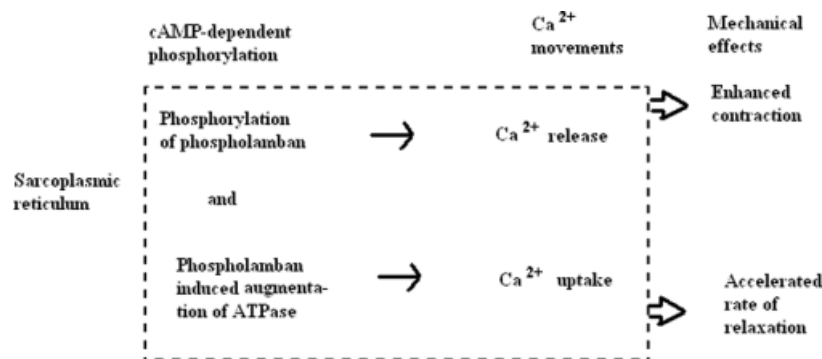 cAMP-dependent
phosphorylation
Ca 2+
movements
Mechanical
effects
Phosphorylation
of phospholamban
Ca 2+ release
Enhanced
contraction
Sarcoplasmic
reticulum
and
Phospholamban
induced augmenta-
tion of ATPase
Ca 2+ uptake
Accelerated
rate of
relaxation